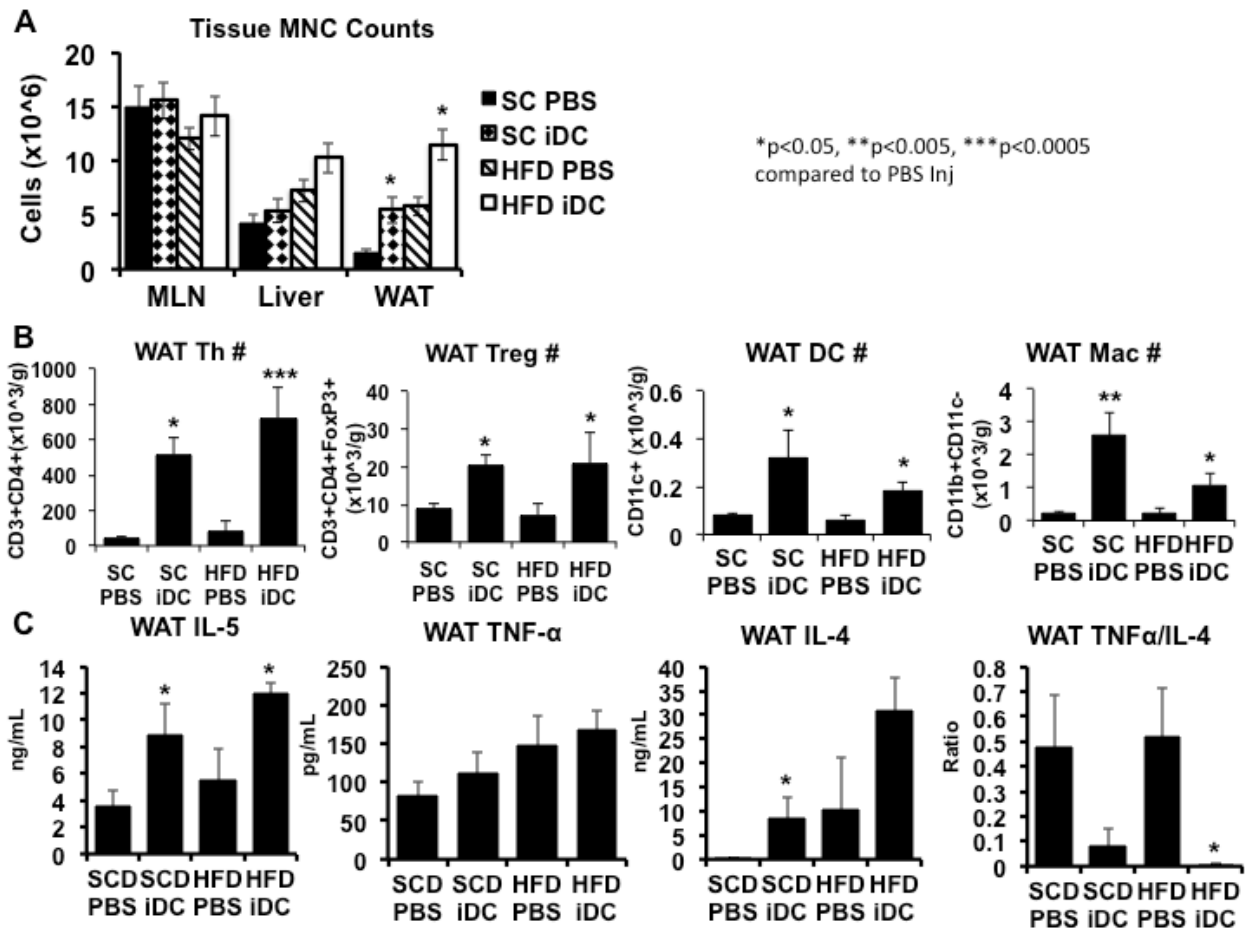 A
Tissue MNC Counts
Cells (x10^6)
20
15
10
5
0
* *
MLN Liver WAT
SC PBS
SC iDC
HFD PBS
HFD iDC
*p<0.05, **p<0.005, ***p<0.0005
compared to PBS Inj
B
WAT Th #
CD3+CD4+(x10^3/g)
1000
800
600
400
200
0
* ***
SC SC HFD HFD
PBS iDC PBS iDC
WAT Treg #
CD3+CD4+FoxP3+
(x10^3/g)
40
30
20
10
0
* *
SC SC HFD HFD
PBS iDC PBS iDC
WAT DC #
CD11c+ (x10^3/g)
0.6
0.4
0.2
0
* *
SC SC HFD HFD
PBS iDC PBS iDC
WAT Mac #
CD11b+CD11c-
(x10^3/g)
4
3
2
1
0
** *
SC SC HFD HFD
PBS iDC PBS iDC
C
WAT IL-5
ng/mL
14
12
10
8
6
4
2
0
* *
SCD SCD HFD HFD
PBS iDC PBS iDC
WAT TNF-α
pg/mL
250
200
150
100
50
0
SCD SCD HFD HFD
PBS iDC PBS iDC
WAT IL-4
ng/mL
40
35
30
25
20
15
10
5
0
*
SCD SCD HFD HFD
PBS iDC PBS iDC
WAT TNFα/IL-4
Ratio
0.8
0.7
0.6
0.5
0.4
0.3
0.2
0.1
0
*
SCD SCD HFD HFD
PBS iDC PBS iDC